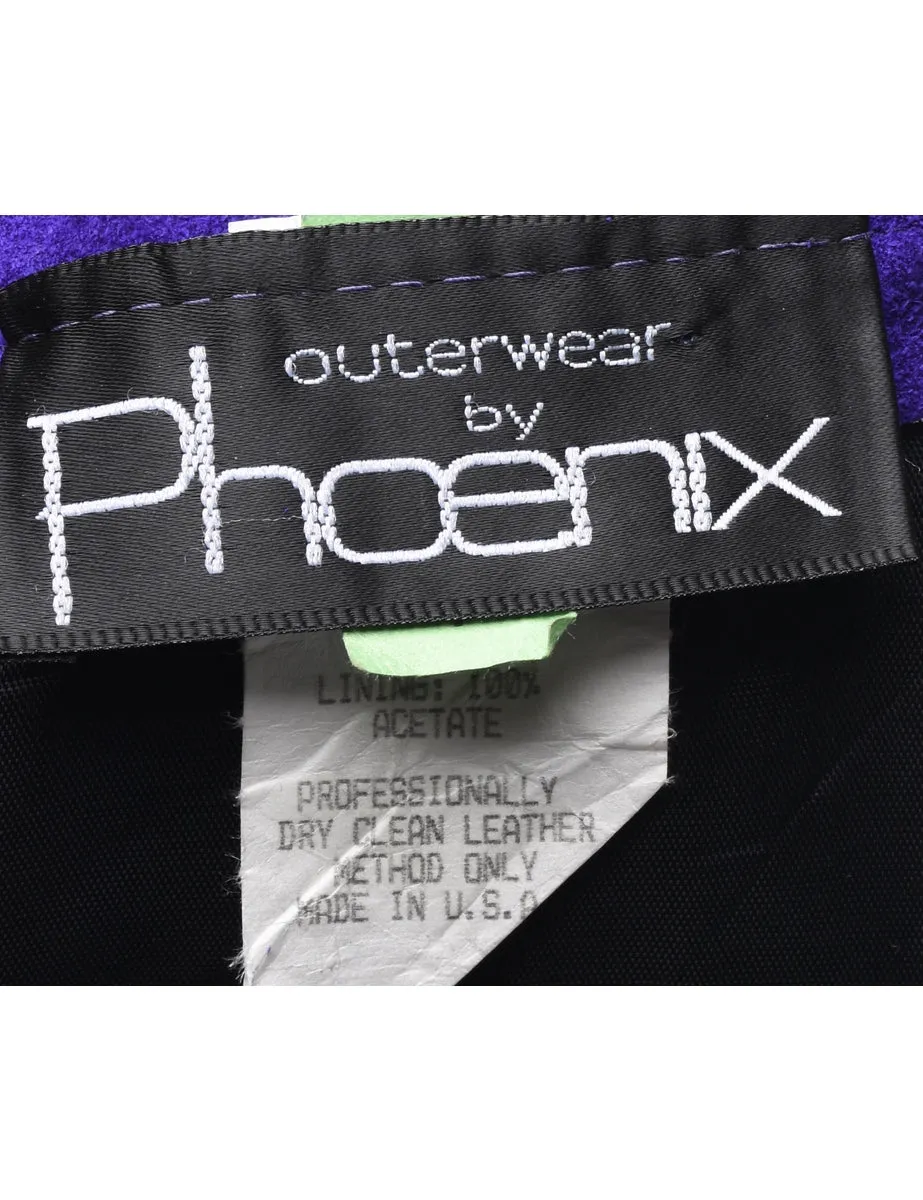 outerwear
by
Phoenix
LINING: 100%
ACETATE
PROFESSIONALLY
DRY CLEAN LEATHER
METHOD ONLY
MADE IN U.S.A